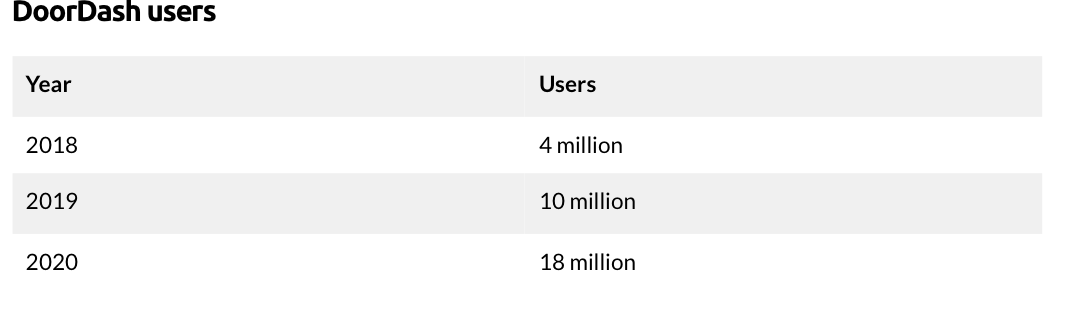 DoorDash users
Year Users
2018 4 million
2019 10 million
2020 18 million